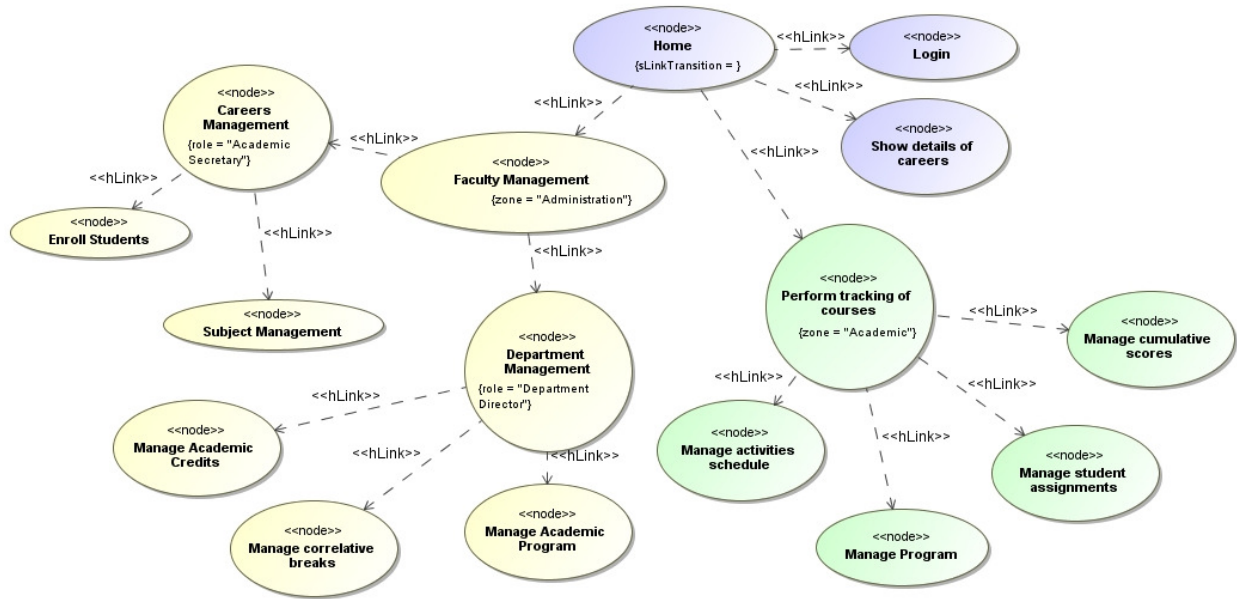 <<node>>
Home
{sLinkTransition = }
<<hLink>>
<<node>>
Login
<<hLink>>
<<node>>
Show details of
careers
<<hLink>>
<<node>>
Careers
Management
{role = "Academic
Secretary"}
<<hLink>>
<<node>>
Faculty Management
{zone = "Administration"}
<<hLink>>
<<hLink>>
<<node>>
Enroll Students
<<hLink>>
<<node>>
Subject Management
<<hLink>>
<<node>>
Department
Management
{role = "Department
Director"}
<<hLink>>
<<node>>
Manage Academic
Credits
<<hLink>>
<<node>>
Manage correlative
breaks
<<hLink>>
<<node>>
Manage Academic
Program
<<node>>
Perform tracking of
courses
{zone = "Academic"}
<<hLink>>
<<node>>
Manage cumulative
scores
<<hLink>>
<<node>>
Manage activities
schedule
<<hLink>>
<<node>>
Manage student
assignments
<<hLink>>
<<node>>
Manage Program